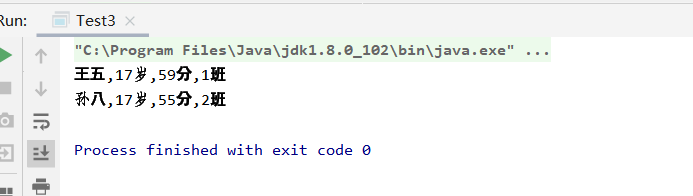 Run: Test3 ×
"C:\Program Files\Java\jdk1.8.0_102\bin\java.exe" ...
王五,17岁,59分,1班
孙八,17岁,55分,2班
Process finished with exit code 0